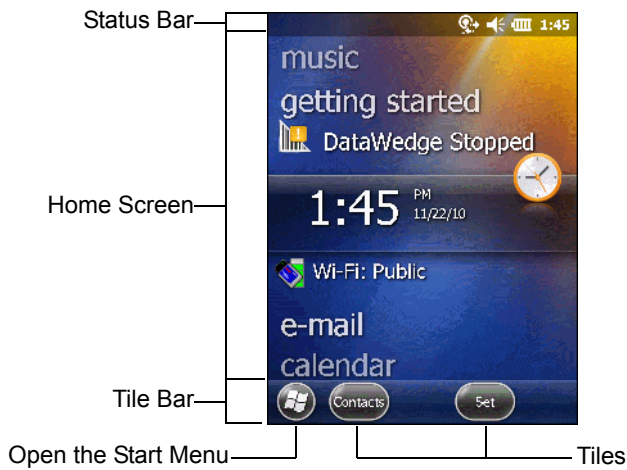 Status Bar
1:45
music
getting started
DataWedge Stopped
Home Screen
1:45 PM
11/22/10
Wi-Fi: Public
e-mail
calendar
Tile Bar
Contacts
Set
Open the Start Menu
Tiles